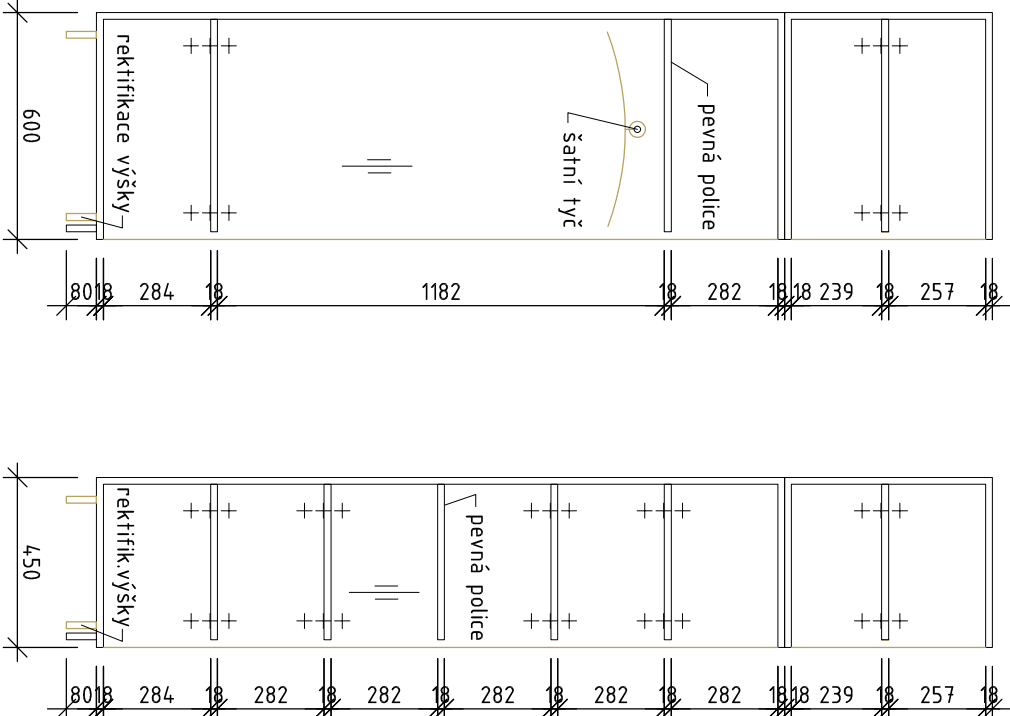 600
rektifikace výšky
šatní tyč
pevná police
80 18 284 18 1182 18 282 18 18 239 18 257 18
450
rektifik.výšky
pevná police
80 18 284 18 282 18 282 18 282 18 282 18 282 18 18 239 18 257 18